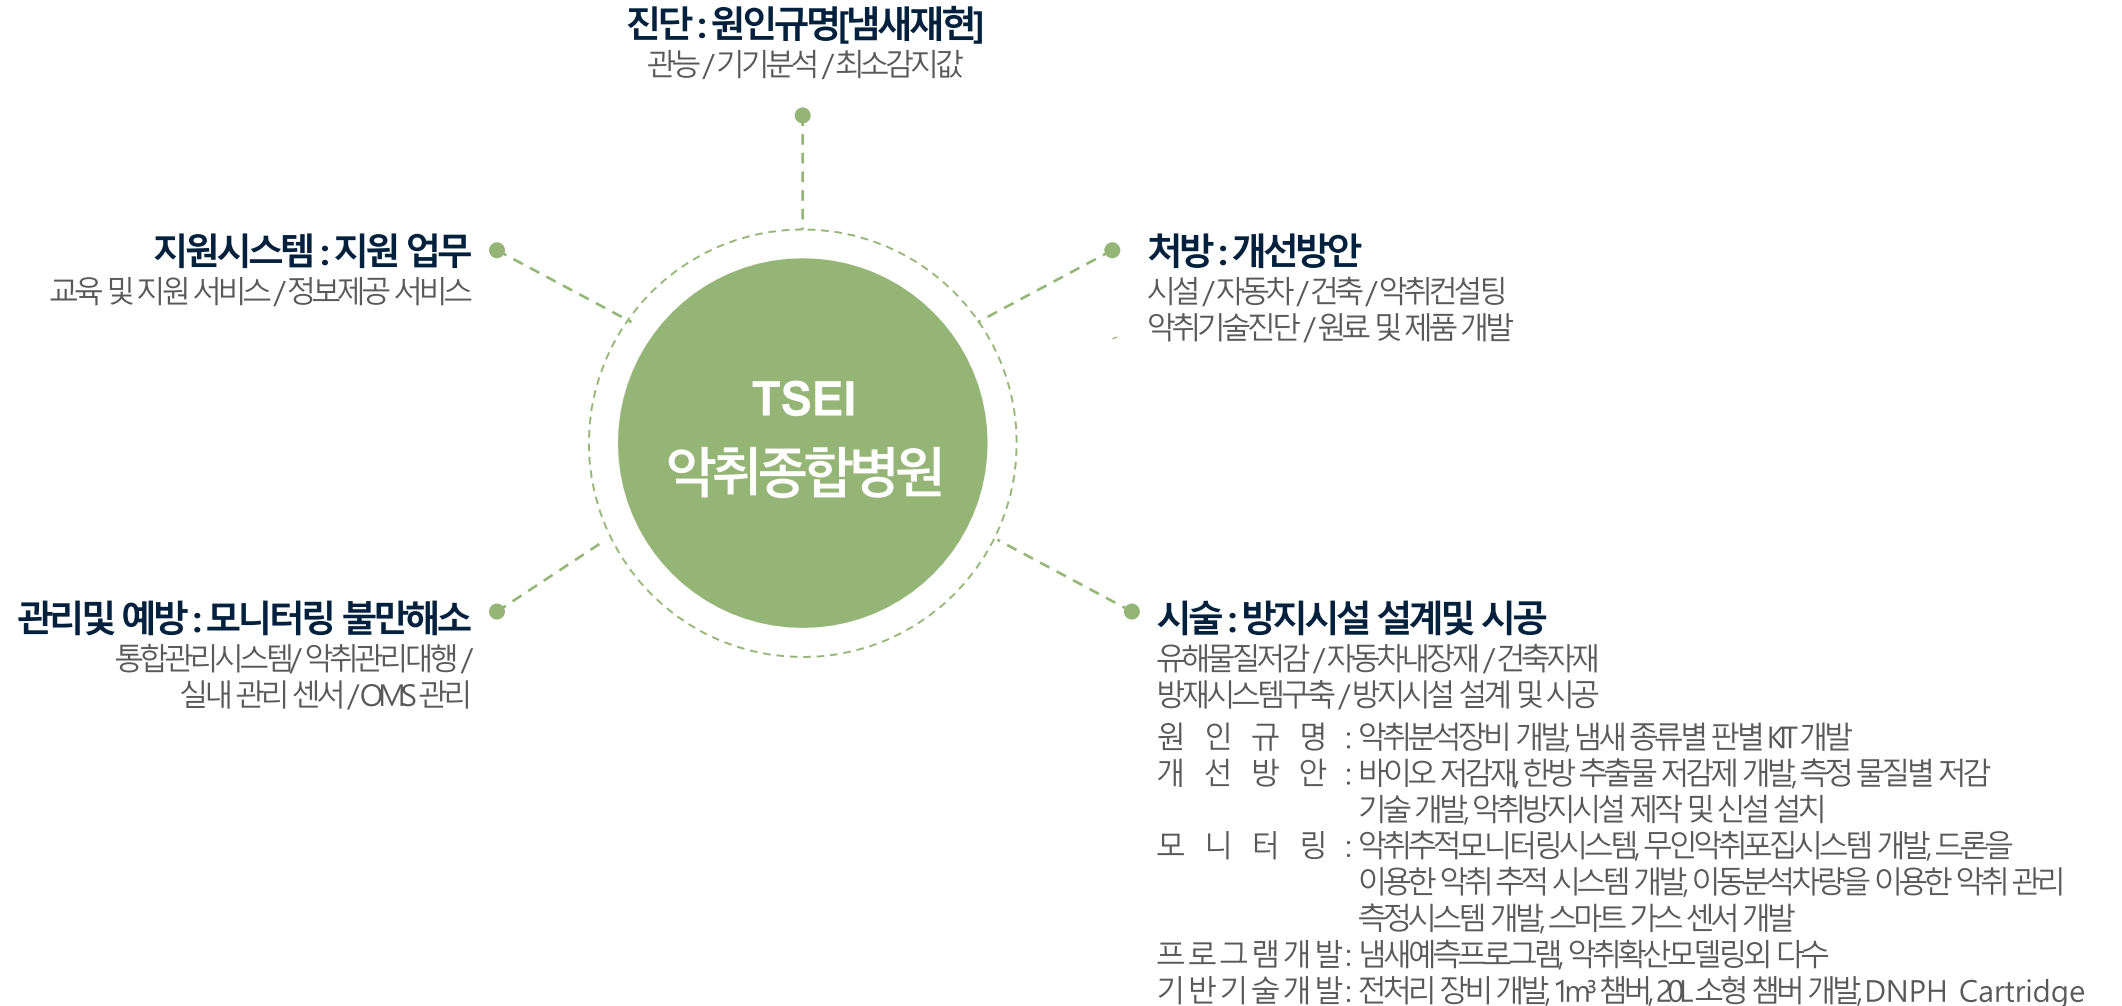 진단 : 원인규명[냄새재현]
관능 / 기기분석 / 최소감지값
지원시스템 : 지원 업무
교육 및 지원 서비스 / 정보제공 서비스
처방 : 개선방안
시설 / 자동차 / 건축 / 악취컨설팅
악취기술진단 / 원료 및 제품 개발
TSEI
악취종합병원
관리및 예방 : 모니터링 불만해소
통합관리시스템/ 악취관리대행 /
실내 관리 센서 / OMS 관리
시술 : 방지시설 설계및 시공
유해물질저감 / 자동차내장재 / 건축자재
방재시스템구축 / 방지시설 설계 및 시공
원인규명 : 악취분석장비 개발, 냄새 종류별 판별 KIT 개발
개선방안 : 바이오 저감재, 한방 추출물 저감제 개발, 측정 물질별 저감
기술 개발, 악취방지시설 제작 및 신설 설치
모니터링 : 악취추적모니터링시스템, 무인악취포집시스템 개발, 드론을
이용한 악취 추적 시스템 개발, 이동분석차량을 이용한 악취 관리
측정시스템 개발, 스마트 가스 센서 개발
프로그램개발 : 냄새예측프로그램, 악취확산모델링외 다수
기반기술개발 : 전처리 장비 개발, 1m³ 챔버, 20L 소형 챔버 개발, DNPH Cartridge